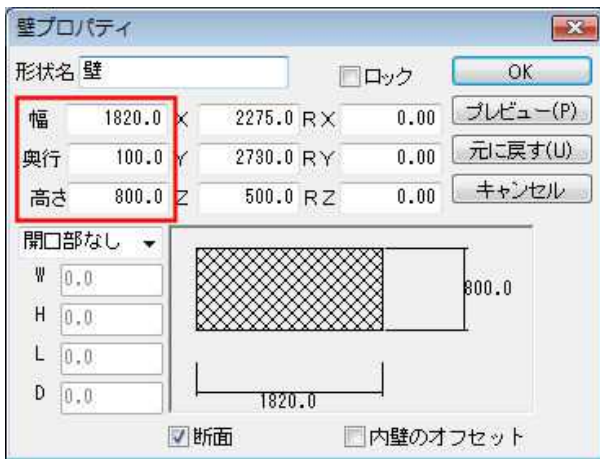 壁プロパティ
形状名 壁 ロック OK
幅 1820.0 X 2275.0 RX 0.00 プレビュー(P)
奥行 100.0 Y 2730.0 RY 0.00 元に戻す(U)
高さ 800.0 Z 500.0 RZ 0.00 キャンセル
開口部なし
W 0.0
H 0.0
L 0.0
D 0.0
800.0
1820.0
断面 内壁のオフセット